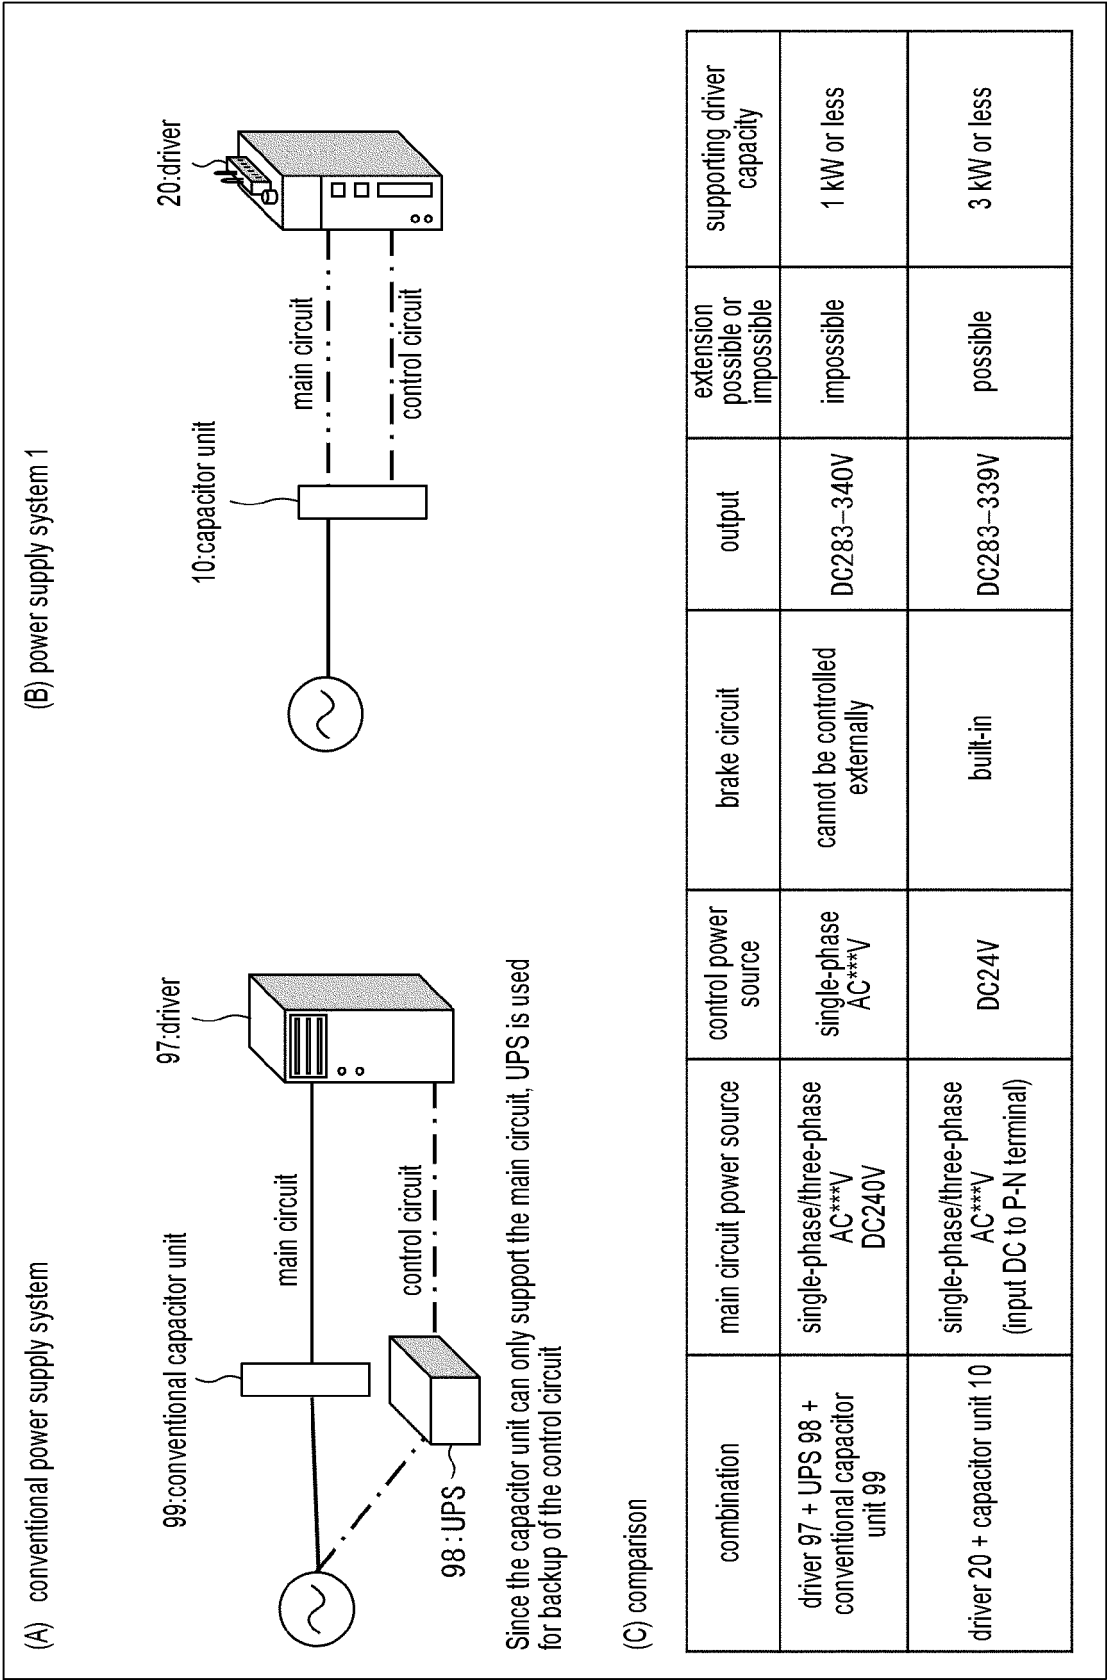 (A) conventional power supply system
99:conventional capacitor unit
97:driver
main circuit
control circuit
98:UPS
Since the capacitor unit can only support the main circuit, UPS is used
for backup of the control circuit
(B) power supply system 1
10:capacitor unit
20:driver
main circuit
control circuit
(C) comparison
combination
main circuit power source
control power
source
brake circuit
output
extension
possible or
impossible
supporting driver
capacity
driver 97 + UPS 98 +
conventional capacitor
unit 99
single-phase/three-phase
AC***V
DC240V
single-phase
AC***V
cannot be controlled
externally
DC283–340V
impossible
1 kW or less
driver 20 + capacitor unit 10
single-phase/three-phase
AC***V
(input DC to P-N terminal)
DC24V
built-in
DC283–339V
possible
3 kW or less